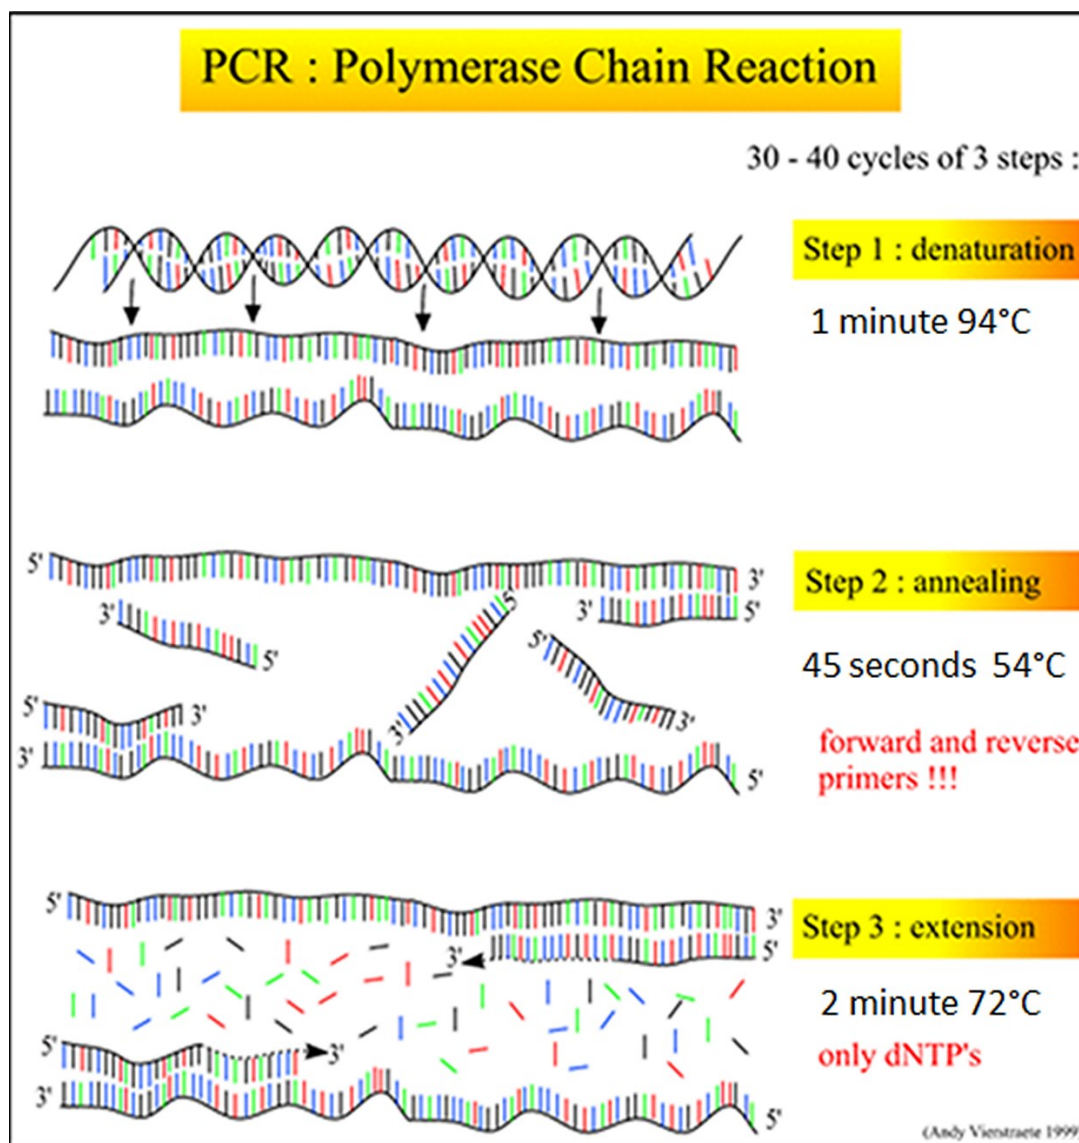 PCR : Polymerase Chain Reaction
30 - 40 cycles of 3 steps :
Step 1 : denaturation
1 minute 94°C
5'
3'
Step 2 : annealing
3'
5'
5'
3'
5'
5'
45 seconds 54°C
5'
3'
3'
3'
3'
5'
forward and reverse
primers !!!
5'
3'
Step 3 : extension
3'
5'
2 minute 72°C
5'
3'
only dNTP's
3'
5'
(Andy Vierstraete 1999)